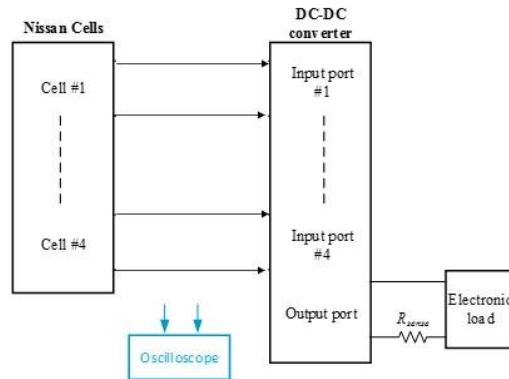 Nissan Cells
DC-DC
converter
Cell #1
Input port
#1
Cell #4
Input port
#4
Output port
Rsense
Electronic
load
Oscilloscope